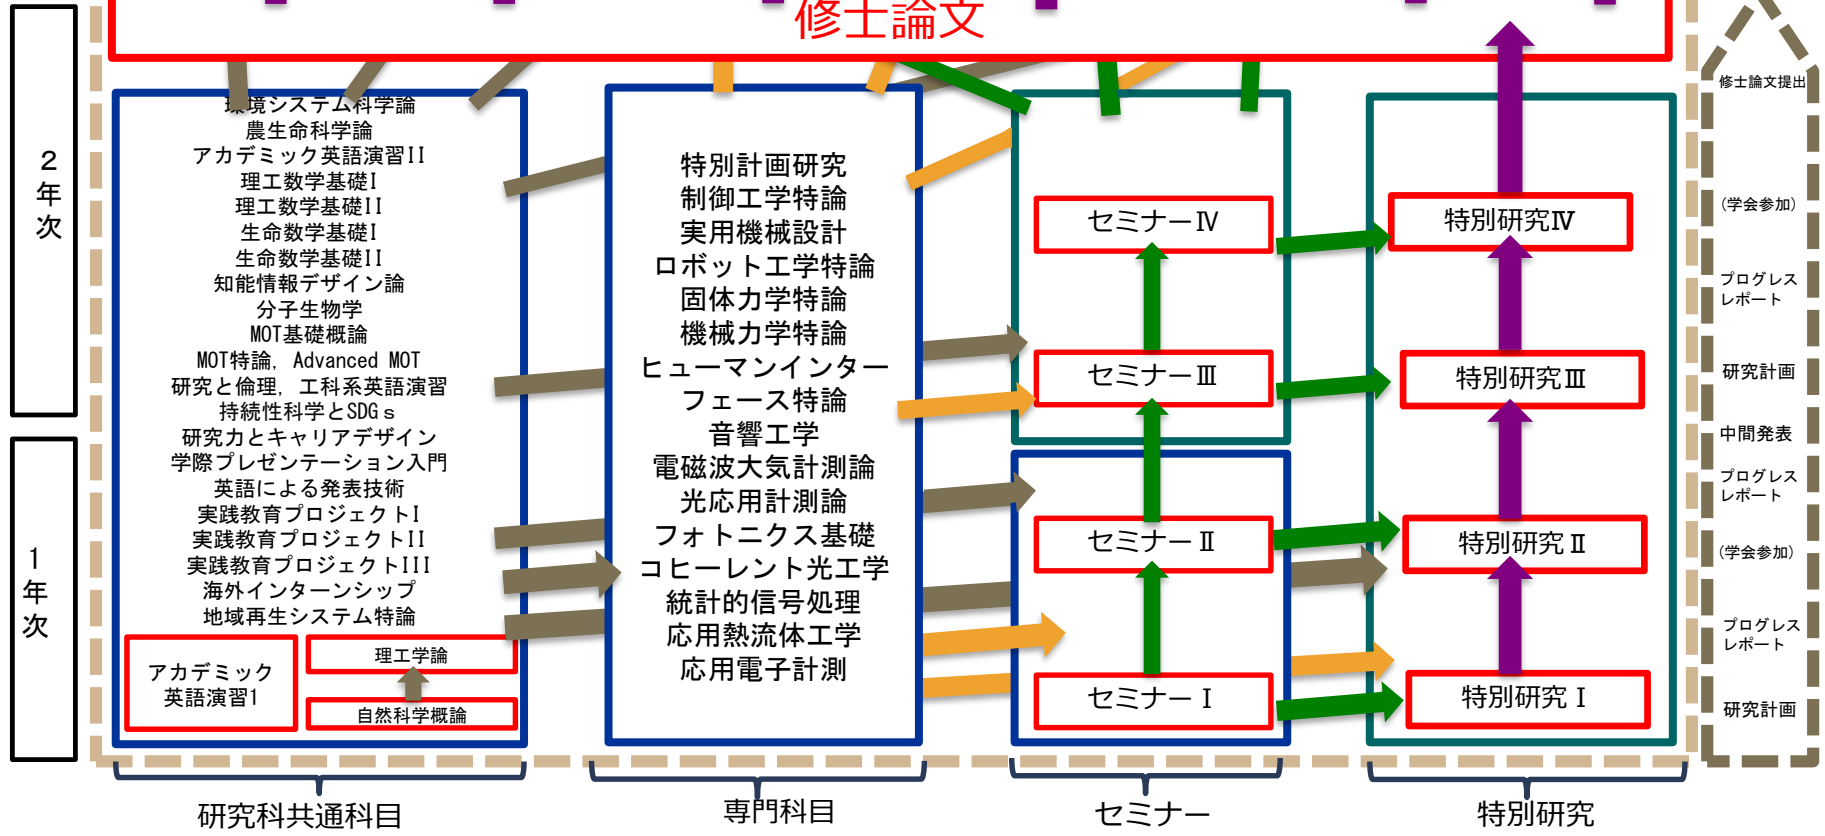 修士論文
２年次
１年次
環境システム科学論
農生命科学論
アカデミック英語演習II
理工数学基礎I
理工数学基礎II
生命数学基礎I
生命数学基礎II
知能情報デザイン論
分子生物学
MOT基礎概論
MOT特論, Advanced MOT
研究と倫理, 工科系英語演習
持続性科学とSDGｓ
研究力とキャリアデザイン
学際プレゼンテーション入門
英語による発表技術
実践教育プロジェクトI
実践教育プロジェクトII
実践教育プロジェクトIII
海外インターンシップ
地域再生システム特論
アカデミック
英語演習1
理工学論
自然科学概論
特別計画研究
制御工学特論
実用機械設計
ロボット工学特論
固体力学特論
機械力学特論
ヒューマンインター
フェース特論
音響工学
電磁波大気計測論
光応用計測論
フォトニクス基礎
コヒーレント光工学
統計的信号処理
応用熱流体工学
応用電子計測
セミナーⅣ
セミナーⅢ
セミナーⅡ
セミナーⅠ
特別研究Ⅳ
特別研究Ⅲ
特別研究Ⅱ
特別研究Ⅰ
修士論文提出
(学会参加)
プログレス
レポート
研究計画
中間発表
プログレス
レポート
(学会参加)
プログレス
レポート
研究計画
研究科共通科目
専門科目
セミナー
特別研究